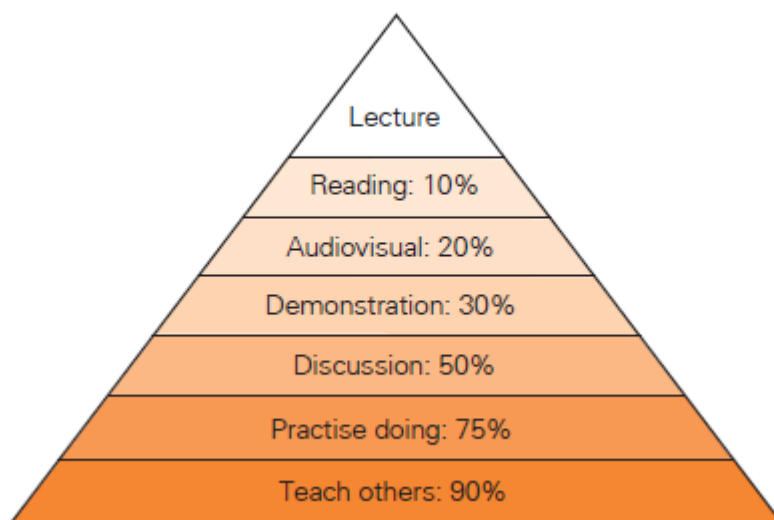 Lecture
Reading: 10%
Audiovisual: 20%
Demonstration: 30%
Discussion: 50%
Practise doing: 75%
Teach others: 90%